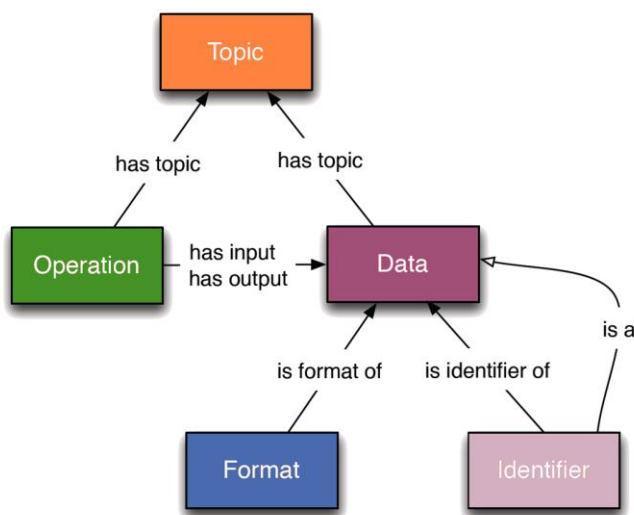 Topic
has topic
has topic
Operation
has input
has output
Data
is a
is format of
is identifier of
Format
Identifier